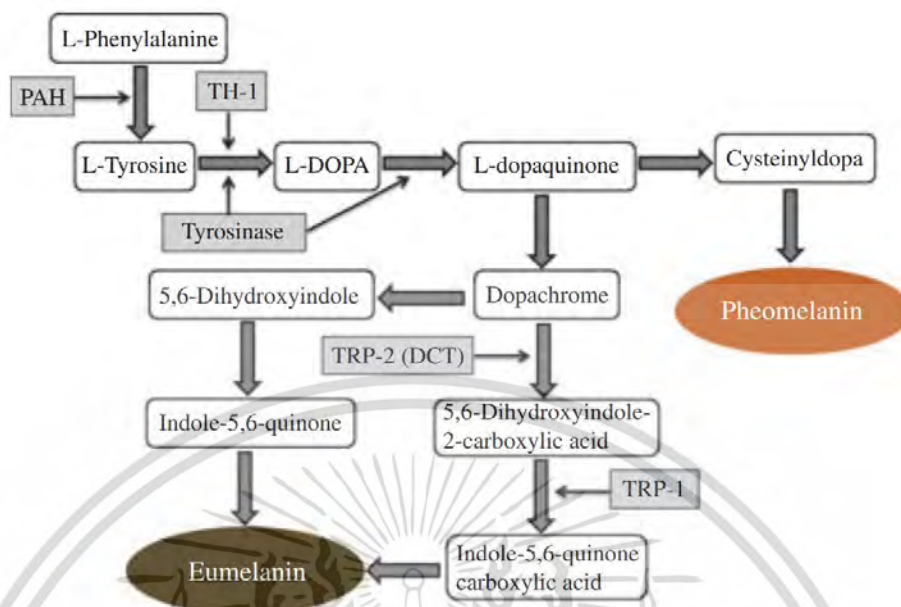 L-Phenylalanine
PAH
TH-1
L-Tyrosine
L-DOPA
L-dopaquinone
Cysteinyldopa
Tyrosinase
5,6-Dihydroxyindole
Dopachrome
Pheomelanin
TRP-2 (DCT)
Indole-5,6-quinone
5,6-Dihydroxyindole-
2-carboxylic acid
TRP-1
Eumelanin
Indole-5,6-quinone
carboxylic acid